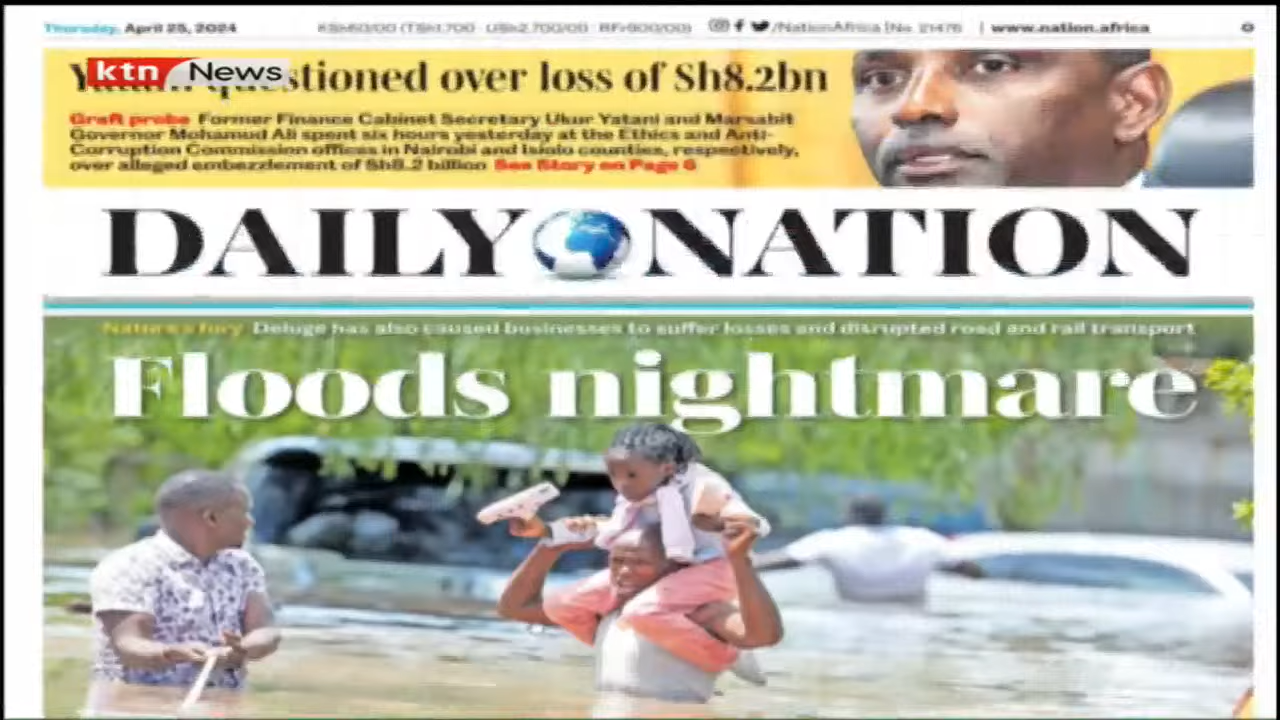 Thursday, April 25, 2024
KSh60/00 (TSh1,700 : USh2,700/00 : RFr900/00)
/NationAfrica | No. 21476 | www.nation.africa
ktn News
questioned over loss of Sh8.2bn
Graft probe Former Finance Cabinet Secretary Ukur Yatani and Marsabit
Governor Mohamud Ali spent six hours yesterday at the Ethics and Anti-
Corruption Commission offices in Nairobi and Isiolo counties, respectively,
over alleged embezzlement of Sh8.2 billion See Story on Page 6
DAILY NATION
Nature's fury Deluge has also caused businesses to suffer losses and disrupted road and rail transport
Floods nightmare